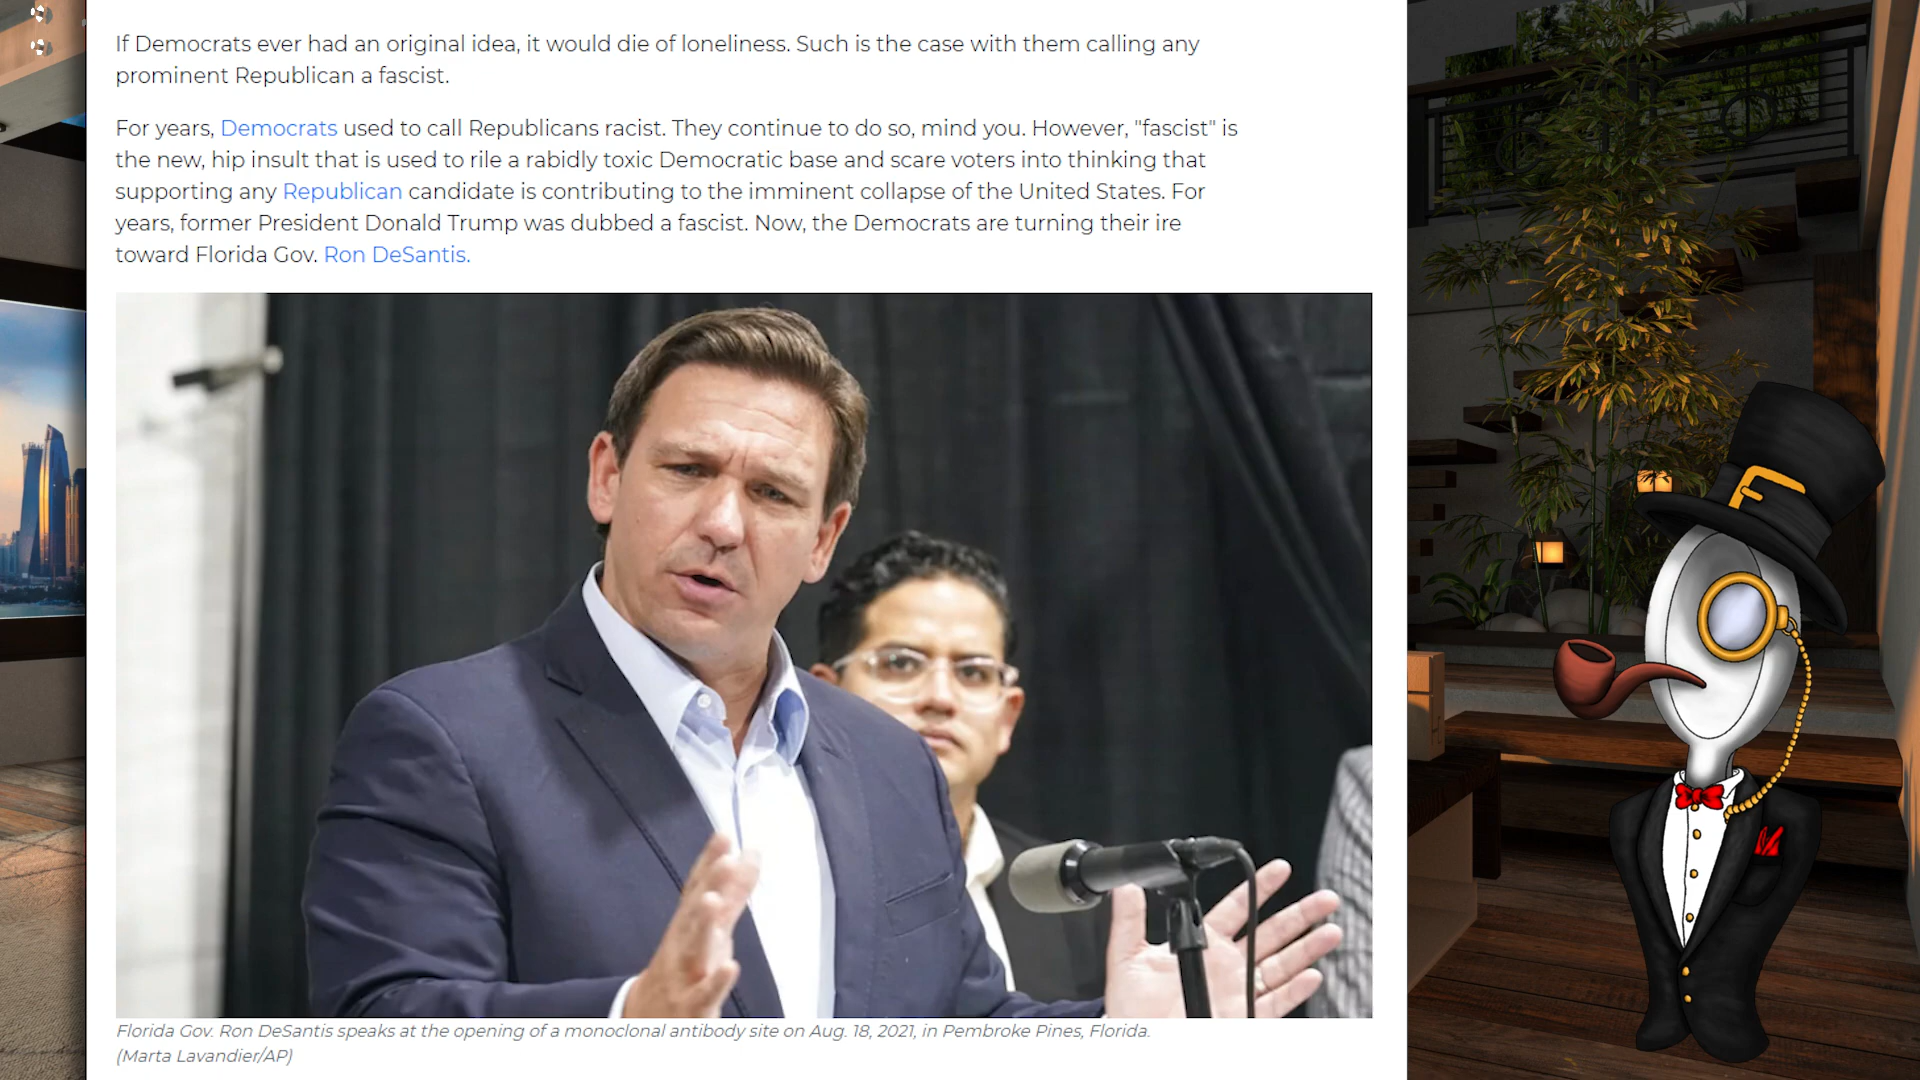 If Democrats ever had an original idea, it would die of loneliness. Such is the case with them calling any
prominent Republican a fascist.
For years, Democrats used to call Republicans racist. They continue to do so, mind you. However, "fascist" is
the new, hip insult that is used to rile a rabidly toxic Democratic base and scare voters into thinking that
supporting any Republican candidate is contributing to the imminent collapse of the United States. For
years, former President Donald Trump was dubbed a fascist. Now, the Democrats are turning their ire
toward Florida Gov. Ron DeSantis.
Florida Gov. Ron DeSantis speaks at the opening of a monoclonal antibody site on Aug. 18, 2021, in Pembroke Pines, Florida.
(Marta Lavandier/AP)